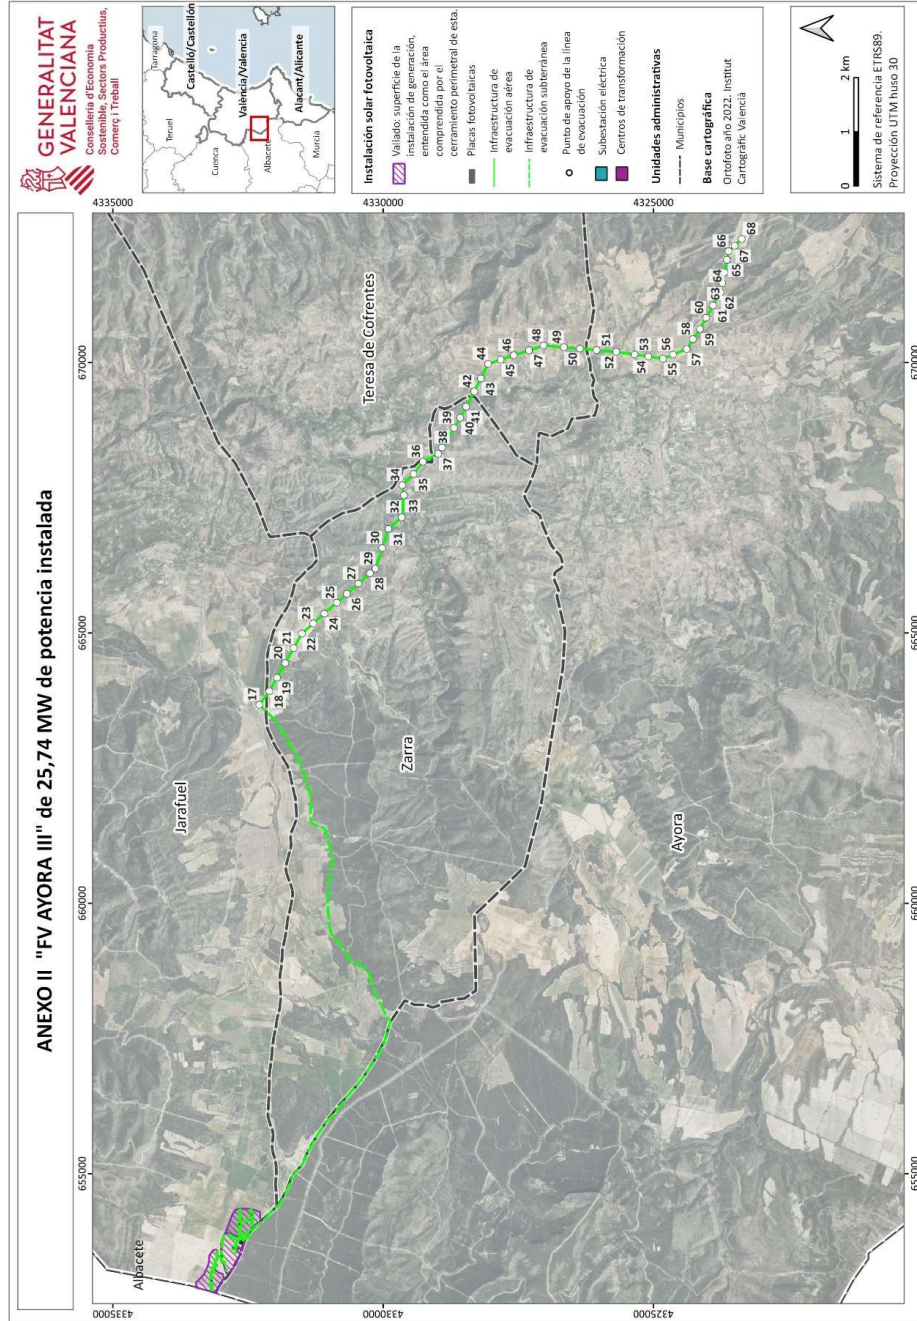 ANEXO II "FV AYORA III" de 25,74 MW de potencia instalada
GENERALITAT
VALENCIANA
Conselleria d'Economia
Sostenible, Sectors Productius,
Comerç i Treball
Tarragona
Teruel
Castelló/Castellón
Cuenca
València/Valencia
Albacete
Alacant/Alicante
Murcia
Instalación solar fotovoltaica
Vallado: superficie de la
instalación de generación,
entendida como el área
comprendida por el
cerramiento perimetral de esta.
Placas fotovoltaicas
Infraestructura de
evacuación aérea
Infraestructura de
evacuación subterránea
Punto de apoyo de la línea
de evacuación
Subestación eléctrica
Centros de transformación
Unidades administrativas
Municipios
Base cartográfica
Ortofoto año 2022. Institut
Cartogràfic Valencià
0 1 2 km
Sistema de referencia ETRS89.
Proyección UTM huso 30
655000 660000 665000 670000
4335000
4330000
4325000
Albacete
Jarafuel
Teresa de Cofrentes
Zarra
Ayora
17
18
19
20
21
22
23
24
25
26
27
28
29
30
31
32
33
34
35
36
37
38
39
40
41
42
43
44
45
46
47
48
49
50
51
52
53
54
55
56
57
58
60
61
62
63
64
65
66
67
68
4335000
4330000
4325000
655000 660000 665000 670000